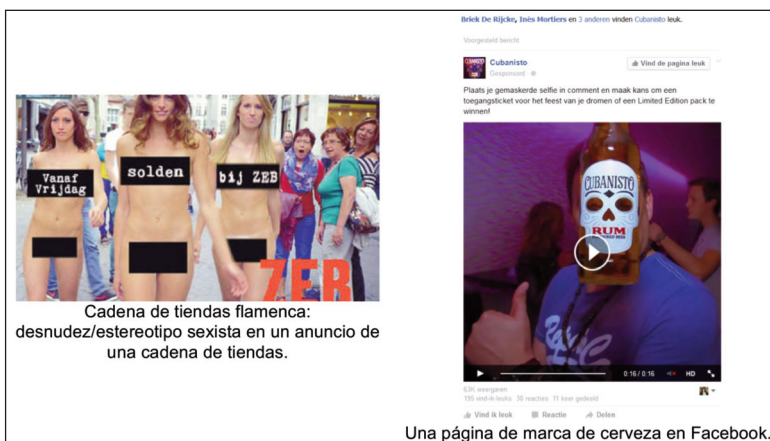 Vanaf
Vrijdag
solden
bij ZEB
ZEB
Cadena de tiendas flamenca:
desnudez/estereotipo sexista en un anuncio de
una cadena de tiendas.
Briek De Rijcke, Inès Mortiers en 3 anderen vinden Cubanisto leuk.
Voorgesteld bericht
Cubanisto
Gesponsord
Vind de pagina leuk
Plaats je gemaskerde selfie in comment en maak kans om een
toegangsticket voor het feest van je dromen of een Limited Edition pack te
winnen!
CUBANISTO
RUM
0:16 / 0:16
HD
63K weergaven
195 vind-ik-leuks 30 reacties 11 keer gedeeld
Vind ik leuk Reactie Delen
Una página de marca de cerveza en Facebook.